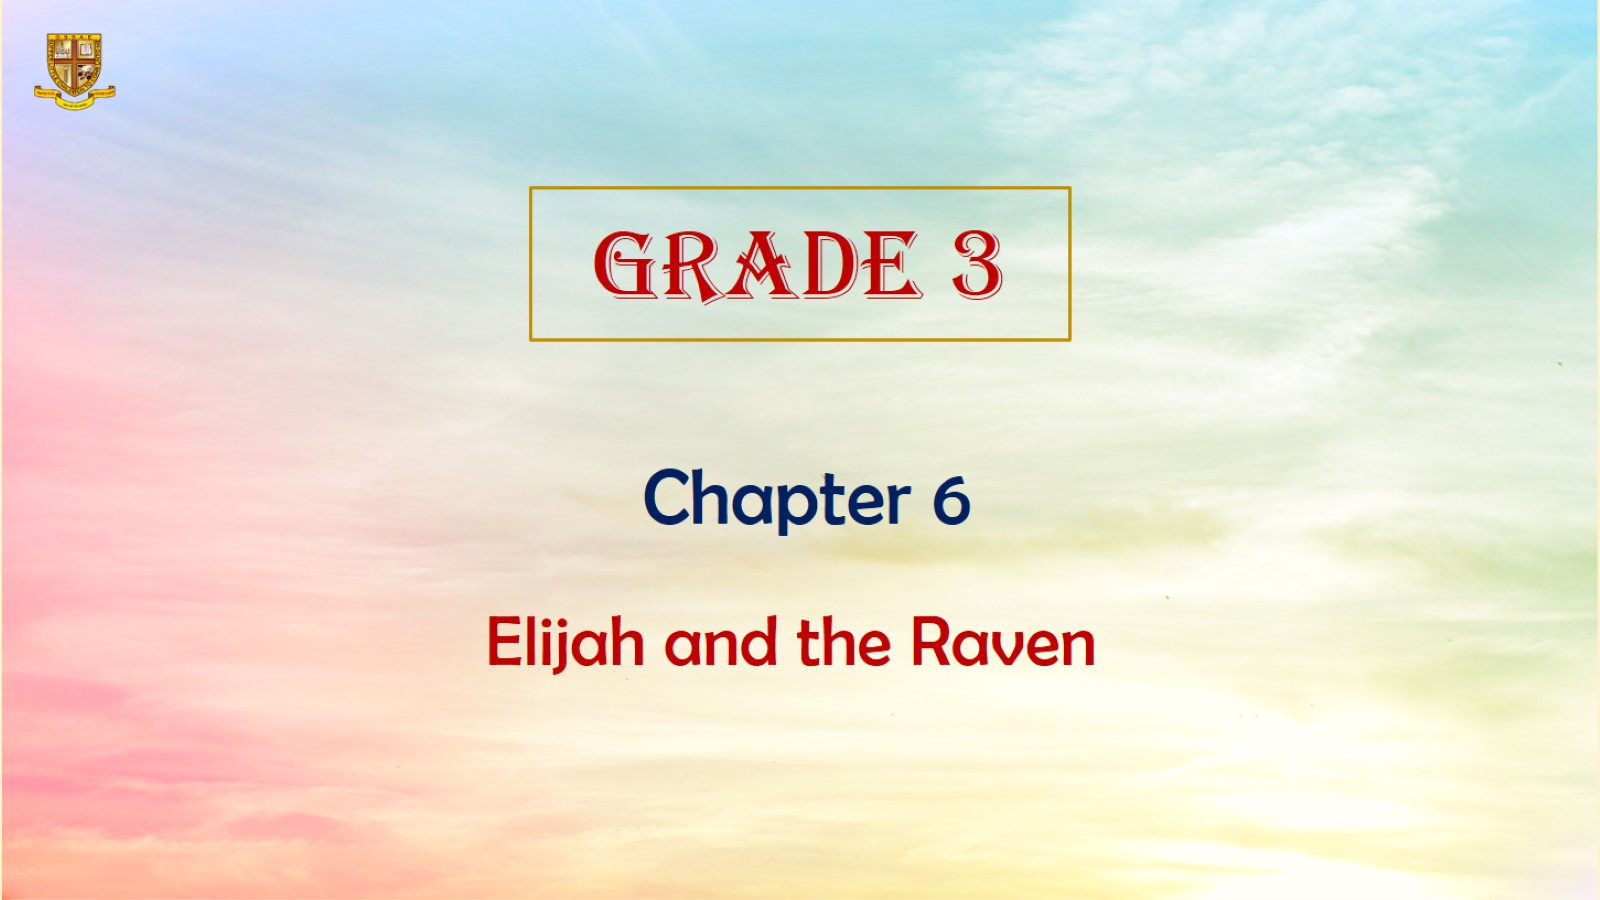 O.S.S.A.E
GRADE 3
Chapter 6
Elijah and the Raven